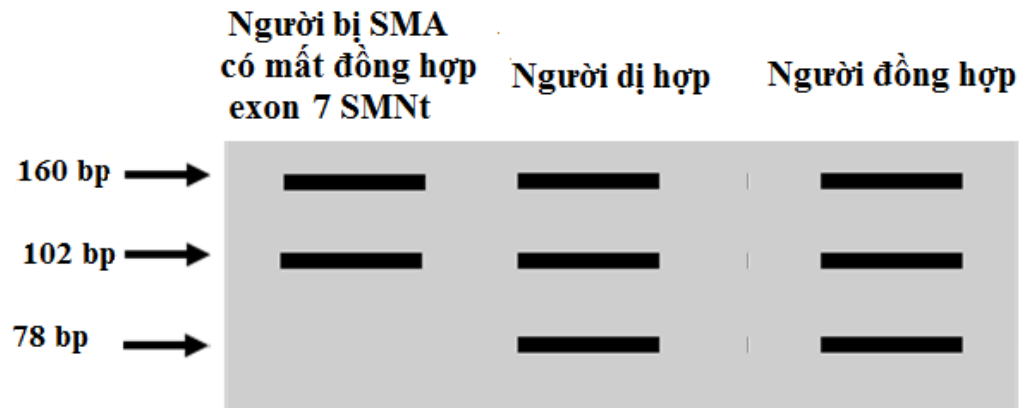 Người bị SMA
có mất đồng hợp
exon 7 SMNt
Người dị hợp
Người đồng hợp
160 bp
102 bp
78 bp